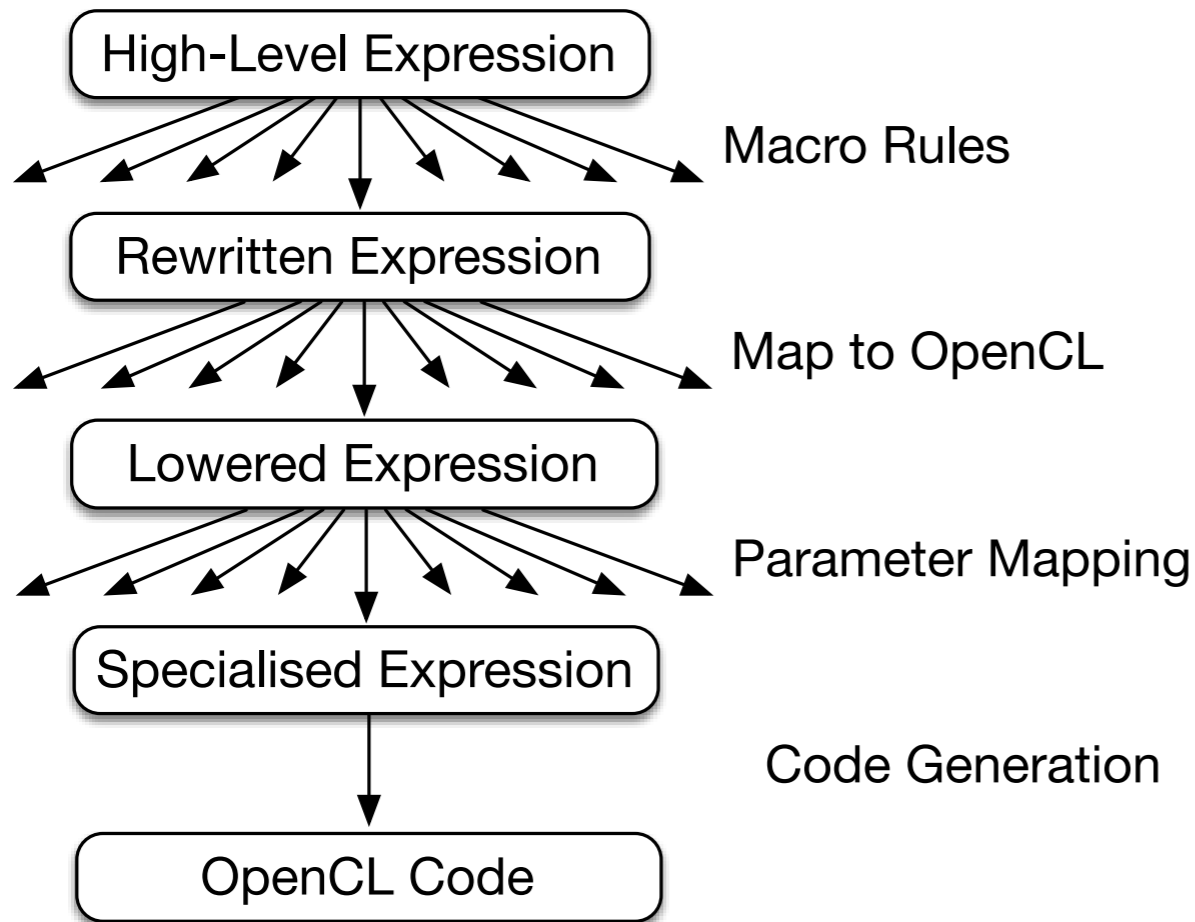 High-Level Expression
Macro Rules
Rewritten Expression
Map to OpenCL
Lowered Expression
Parameter Mapping
Specialised Expression
Code Generation
OpenCL Code